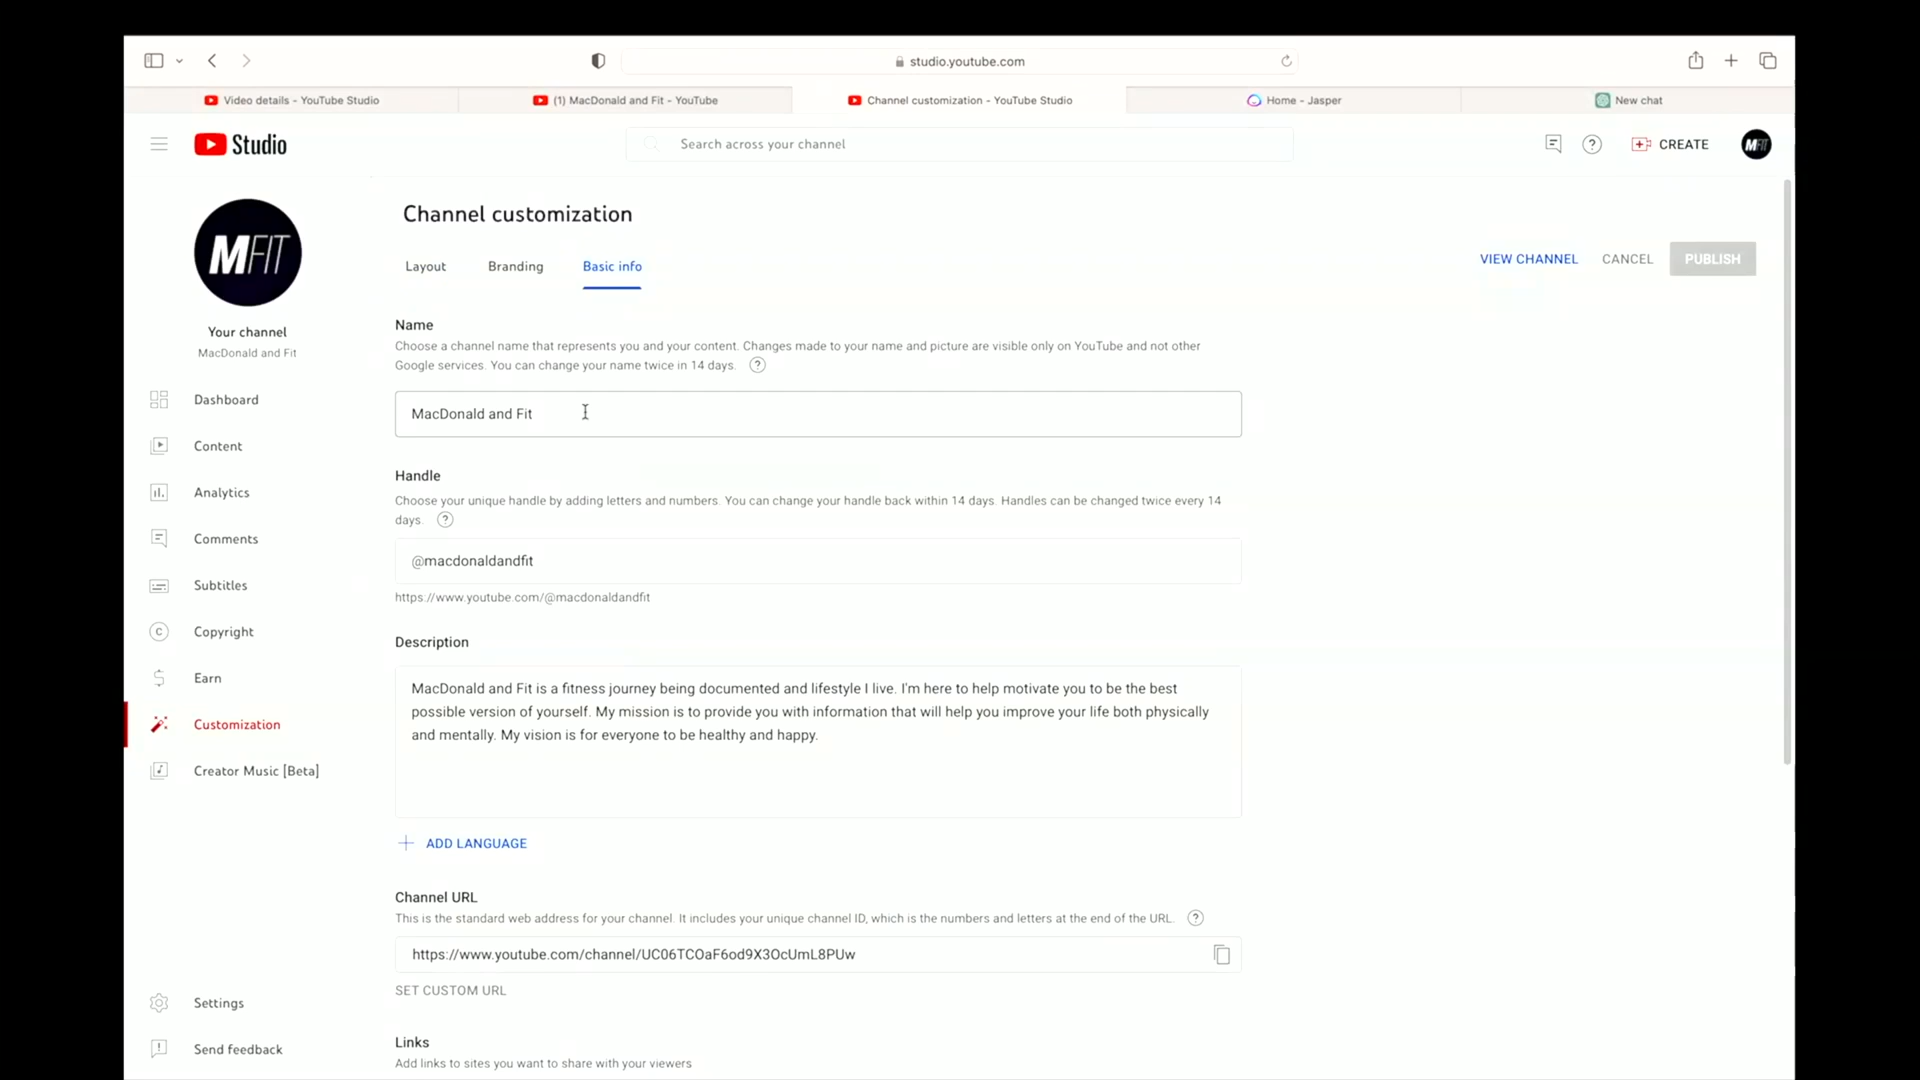 studio.youtube.com
Video details - YouTube Studio
(1) MacDonald and Fit - YouTube
Channel customization - YouTube Studio
Home - Jasper
New chat
Studio
Search across your channel
CREATE
MFIT
MFIT
Your channel
MacDonald and Fit
Dashboard
Content
Analytics
Comments
Subtitles
Copyright
Earn
Customization
Creator Music [Beta]
Settings
Send feedback
Channel customization
Layout
Branding
Basic info
VIEW CHANNEL
CANCEL
PUBLISH
Name
Choose a channel name that represents you and your content. Changes made to your name and picture are visible only on YouTube and not other
Google services. You can change your name twice in 14 days.
MacDonald and Fit
Handle
Choose your unique handle by adding letters and numbers. You can change your handle back within 14 days. Handles can be changed twice every 14
days.
@macdonaldandfit
https://www.youtube.com/@macdonaldandfit
Description
MacDonald and Fit is a fitness journey being documented and lifestyle I live. I'm here to help motivate you to be the best
possible version of yourself. My mission is to provide you with information that will help you improve your life both physically
and mentally. My vision is for everyone to be healthy and happy.
ADD LANGUAGE
Channel URL
This is the standard web address for your channel. It includes your unique channel ID, which is the numbers and letters at the end of the URL.
https://www.youtube.com/channel/UC06TCOaF6od9X3OcUmL8PUw
SET CUSTOM URL
Links
Add links to sites you want to share with your viewers